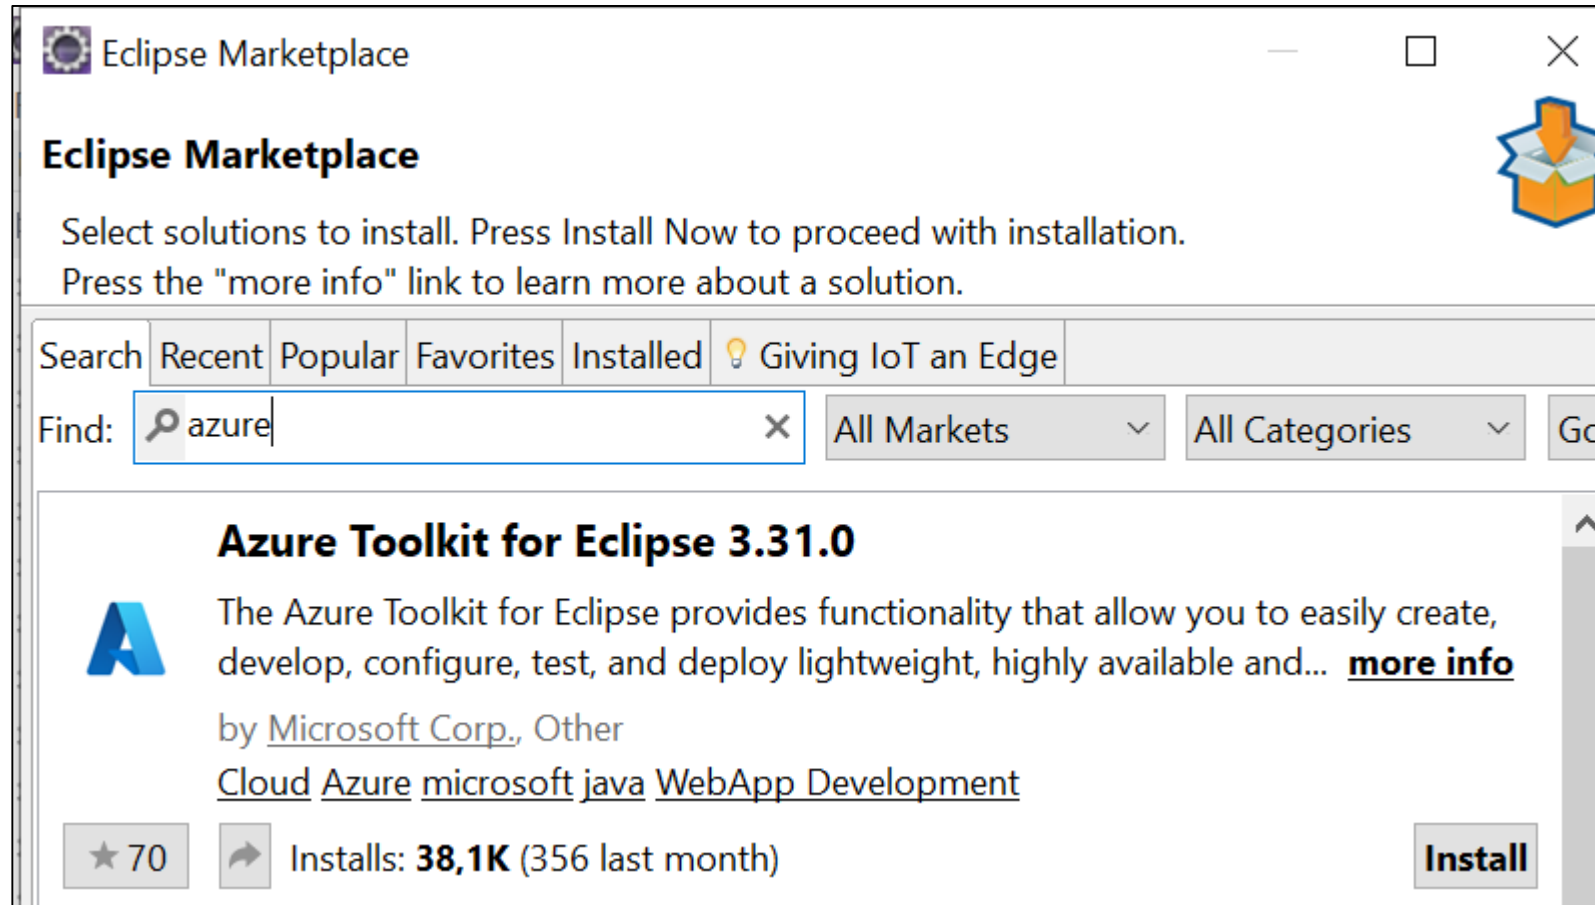 Eclipse Marketplace
Eclipse Marketplace
Select solutions to install. Press Install Now to proceed with installation.
Press the "more info" link to learn more about a solution.
Search Recent Popular Favorites Installed Giving IoT an Edge
Find: azure All Markets All Categories Go
Azure Toolkit for Eclipse 3.31.0
The Azure Toolkit for Eclipse provides functionality that allow you to easily create,
develop, configure, test, and deploy lightweight, highly available and... more info
by Microsoft Corp., Other
Cloud Azure microsoft java WebApp Development
70 Installs: 38,1K (356 last month) Install